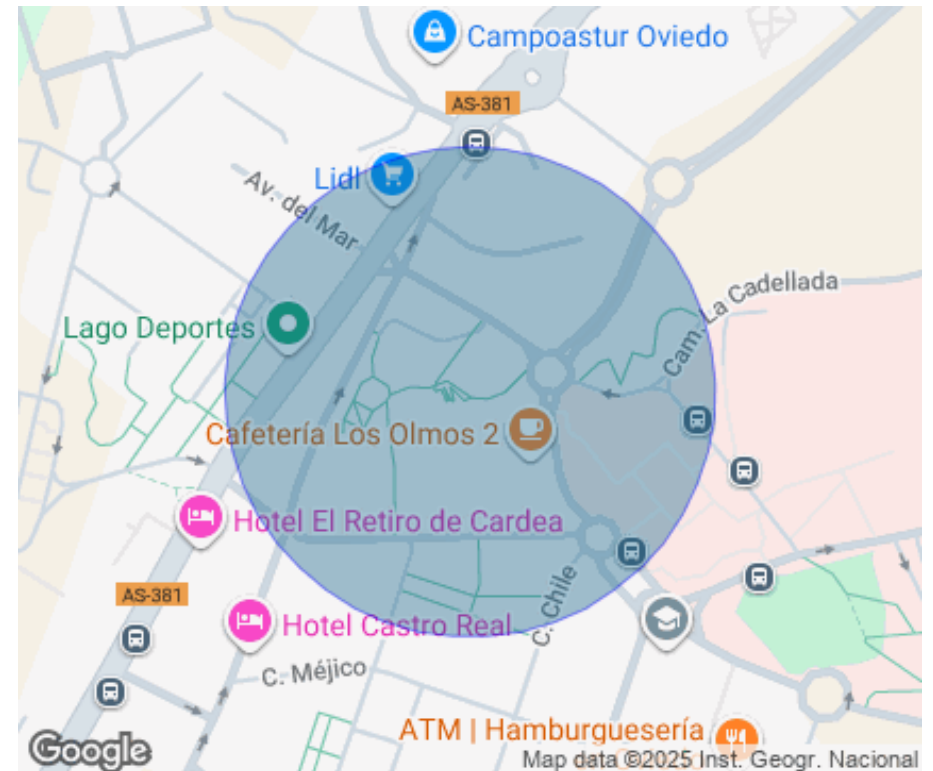 Campoastur Oviedo
AS-381
Lidl
Av. del Mar
Cam. La Cadellada
Lago Deportes
Cafetería Los Olmos 2
Hotel El Retiro de Cardea
AS-381
Hotel Castro Real
C. Chile
C. Méjico
ATM | Hamburguesería
Google
Map data ©2025 Inst. Geogr. Nacional